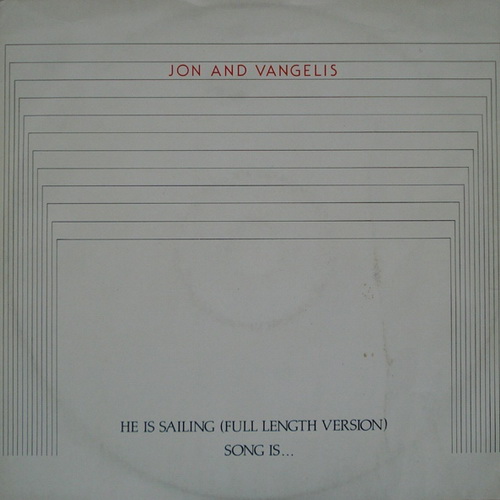 JON AND VANGELIS
HE IS SAILING (FULL LENGTH VERSION)
SONG IS...